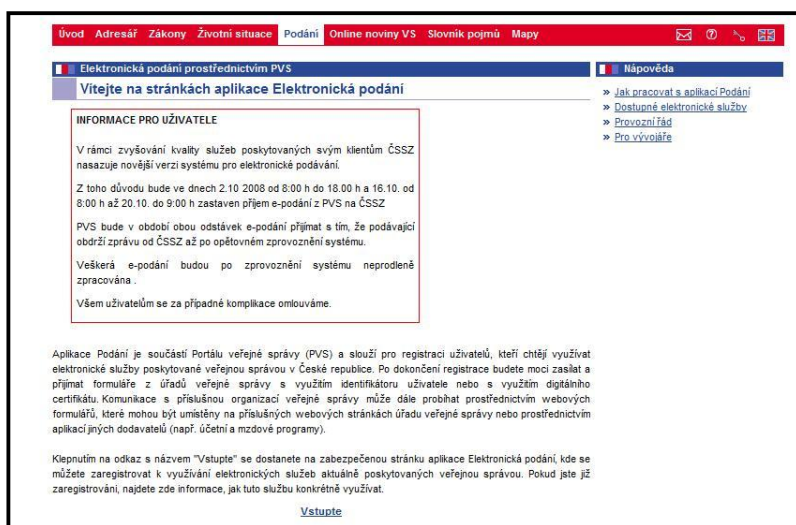 Úvod Adresář Zákony Životní situace Podání Online noviny VS Slovník pojmů Mapy
Elektronická podání prostřednictvím PVS
Vítejte na stránkách aplikace Elektronická podání
INFORMACE PRO UŽIVATELE
V rámci zvyšování kvality služeb poskytovaných svým klientům ČSSZ
nasazuje novější verzi systému pro elektronické podávání.
Z toho důvodu bude ve dnech 2.10 2008 od 8:00 h do 18.00 h a 16.10. od
8:00 h až 20.10. do 9:00 h zastaven příjem e-podání z PVS na ČSSZ
PVS bude v období obou odstávek e-podání přijímat s tím, že podávající
obdrží zprávu od ČSSZ až po opětovném zprovoznění systému.
Veškerá e-podání budou po zprovoznění systému neprodleně
zpracována .
Všem uživatelům se za případné komplikace omlouváme.
Aplikace Podání je součástí Portálu veřejné správy (PVS) a slouží pro registraci uživatelů, kteří chtějí využívat
elektronické služby poskytované veřejnou správou v České republice. Po dokončení registrace budete moci zasílat a
přijímat formuláře z úřadů veřejné správy s využitím identifikátoru uživatele nebo s využitím digitálního
certifikátu. Komunikace s příslušnou organizací veřejné správy může dále probíhat prostřednictvím webových
formulářů, které mohou být umístěny na příslušných webových stránkách úřadu veřejné správy nebo prostřednictvím
aplikací jiných dodavatelů (např. účetní a mzdové programy).
Klepnutím na odkaz s názvem "Vstupte" se dostanete na zabezpečenou stránku aplikace Elektronická podání, kde se
můžete zaregistrovat k využívání elektronických služeb aktuálně poskytovaných veřejnou správou. Pokud jste již
zaregistrováni, najdete zde informace, jak tuto službu konkrétně využívat.
Vstupte
Nápověda
» Jak pracovat s aplikací Podání
» Dostupné elektronické služby
» Provozní řád
» Pro vývojáře